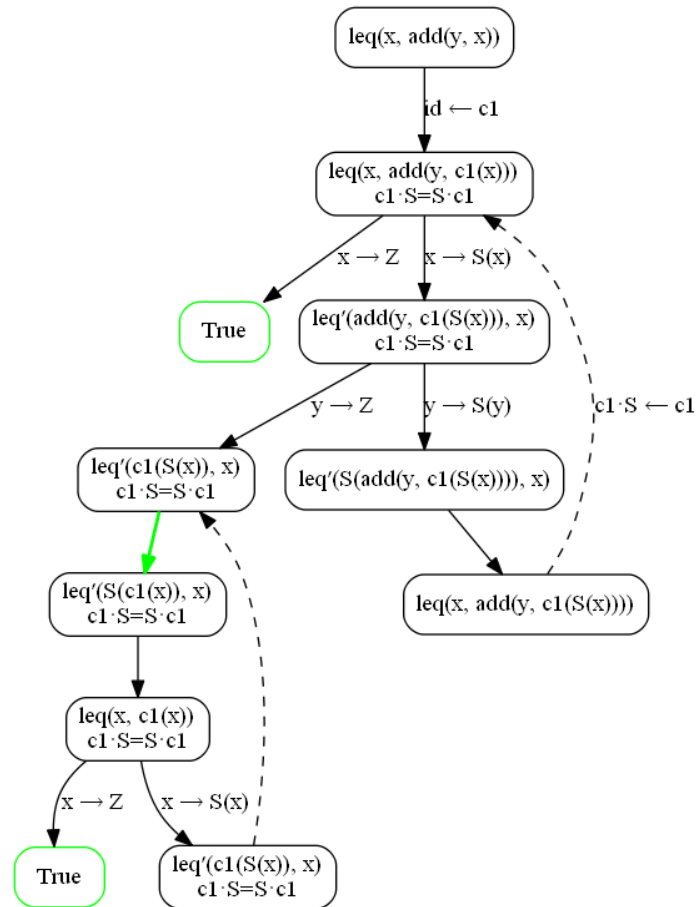 leq(x, add(y, x))
id ← c1
leq(x, add(y, c1(x)))
c1·S=S·c1
x → Z
x → S(x)
c1·S ← c1
True
leq′(add(y, c1(S(x))), x)
c1·S=S·c1
y → Z
y → S(y)
leq′(c1(S(x)), x)
c1·S=S·c1
leq′(S(add(y, c1(S(x)))), x)
leq′(S(c1(x)), x)
c1·S=S·c1
leq(x, add(y, c1(S(x))))
leq(x, c1(x))
c1·S=S·c1
x → Z
x → S(x)
True
leq′(c1(S(x)), x)
c1·S=S·c1